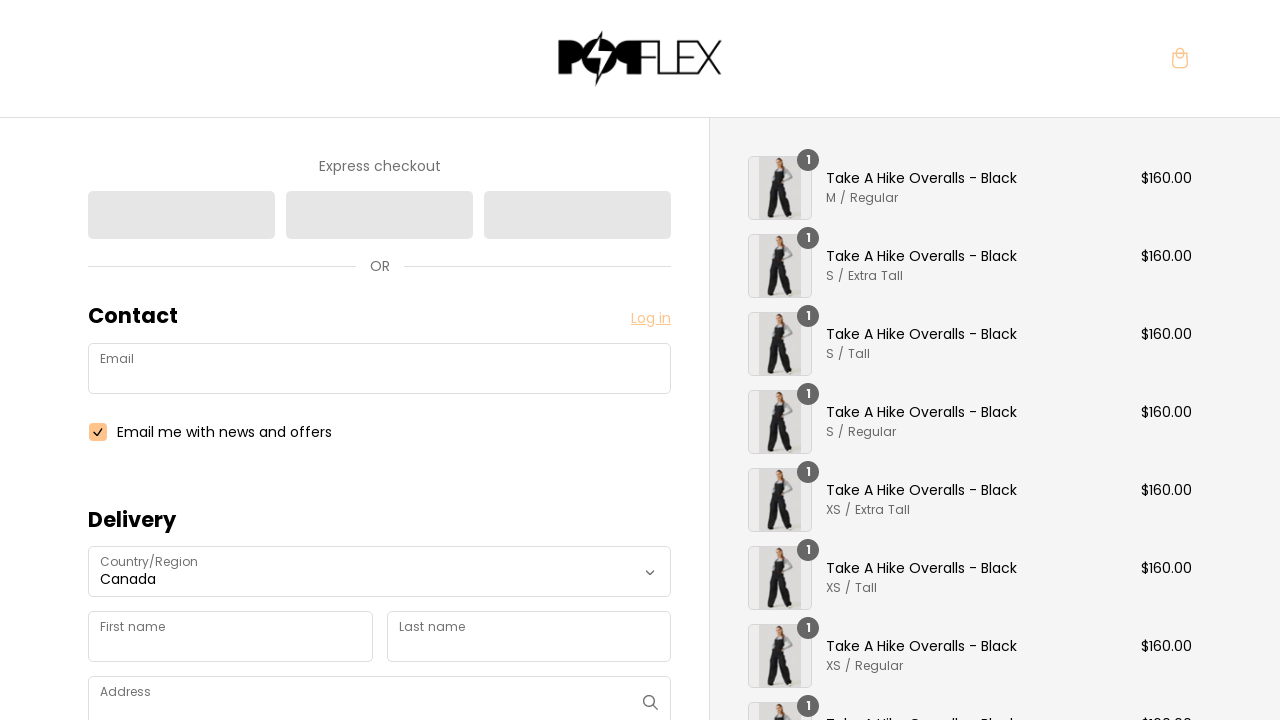 POPFLEX
Express checkout
OR
Contact
Log in
Email
Email me with news and offers
Delivery
Country/Region
Canada
First name
Last name
Address
1
Take A Hike Overalls - Black
$160.00
M / Regular
1
Take A Hike Overalls - Black
$160.00
S / Extra Tall
1
Take A Hike Overalls - Black
$160.00
S / Tall
1
Take A Hike Overalls - Black
$160.00
S / Regular
1
Take A Hike Overalls - Black
$160.00
XS / Extra Tall
1
Take A Hike Overalls - Black
$160.00
XS / Tall
1
Take A Hike Overalls - Black
$160.00
XS / Regular
1